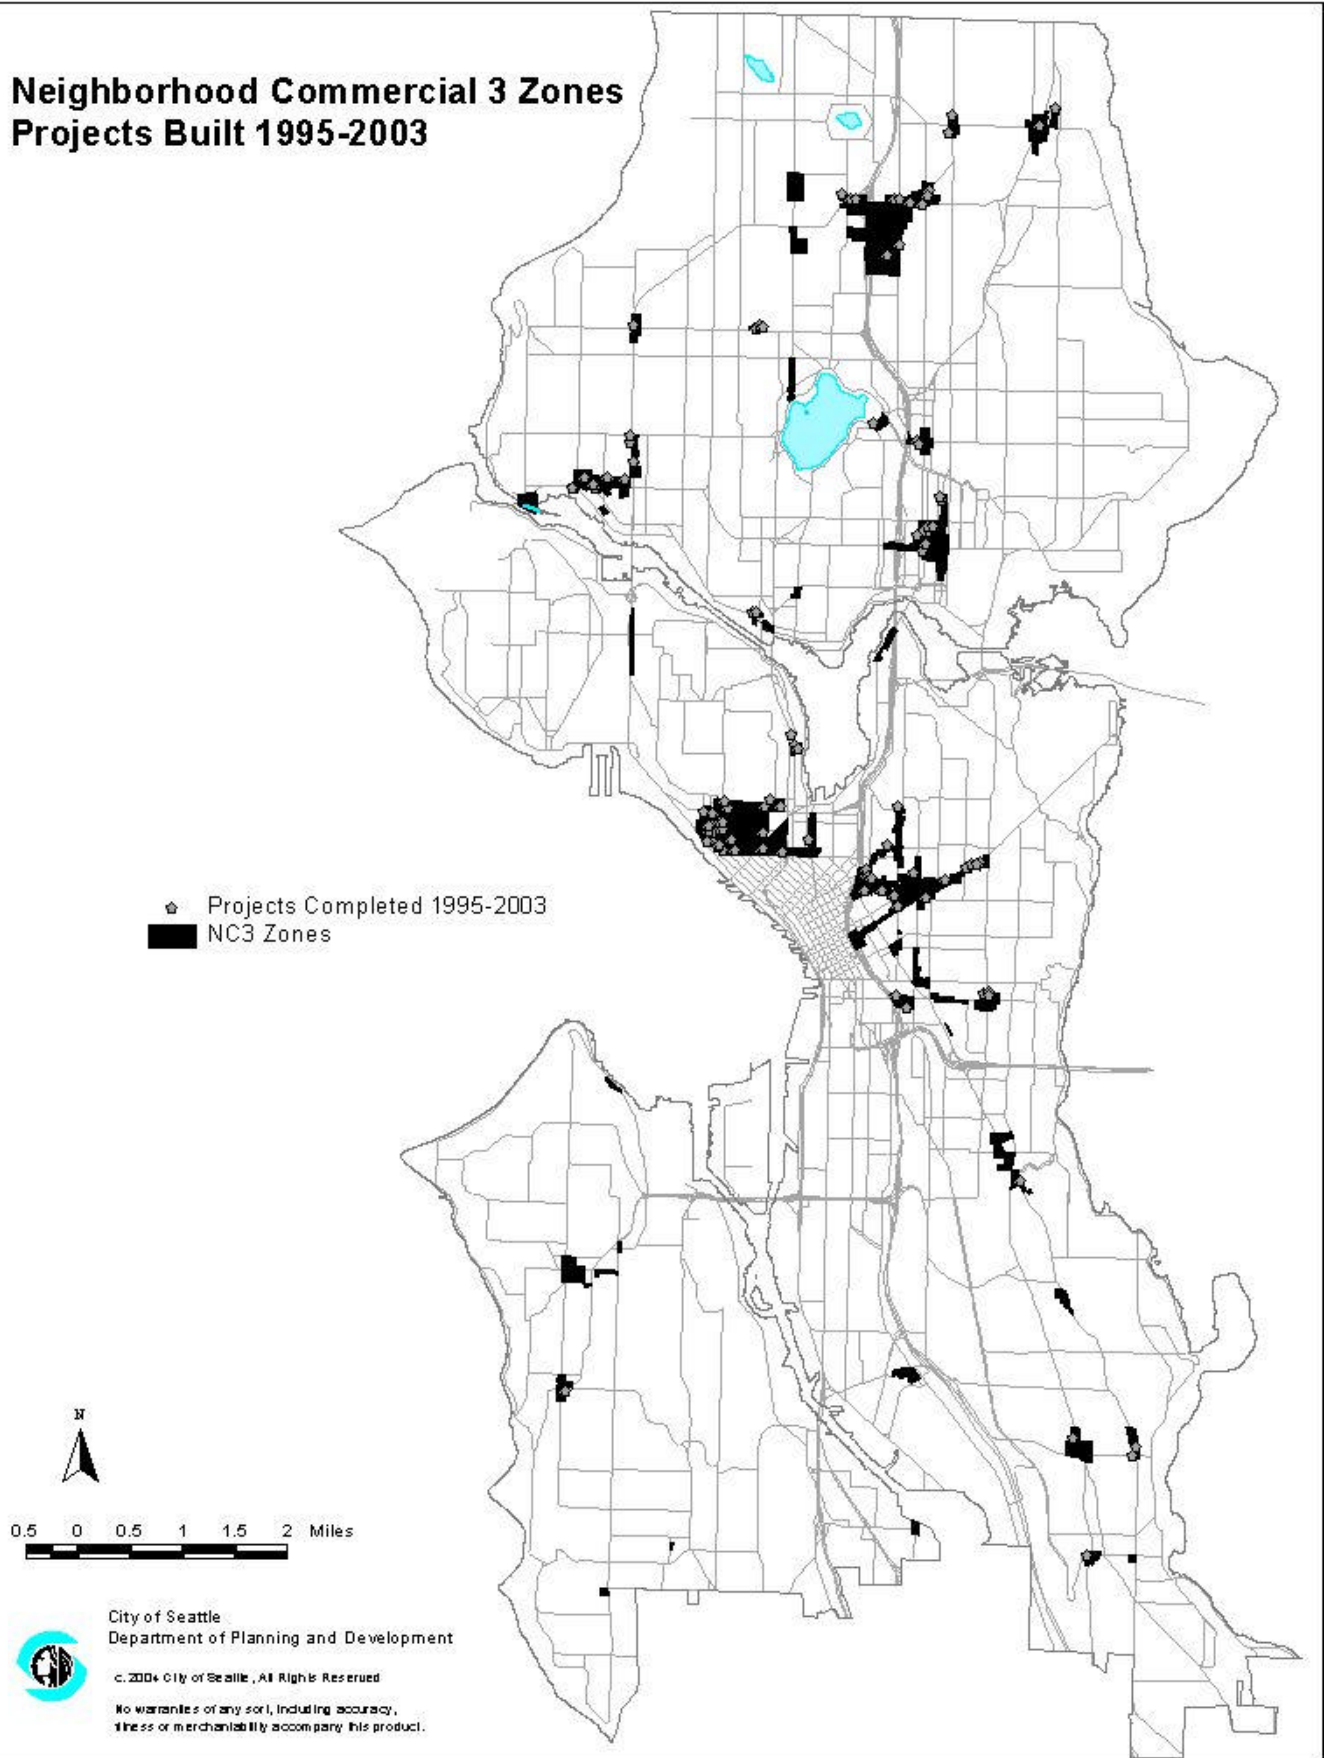 Neighborhood Commercial 3 Zones
Projects Built 1995-2003
Projects Completed 1995-2003
NC3 Zones
N
0.5 0 0.5 1 1.5 2 Miles
City of Seattle
Department of Planning and Development
c. 2004 City of Seattle, All Rights Reserved
No warranties of any sort, including accuracy,
fitness or merchantability accompany this product.